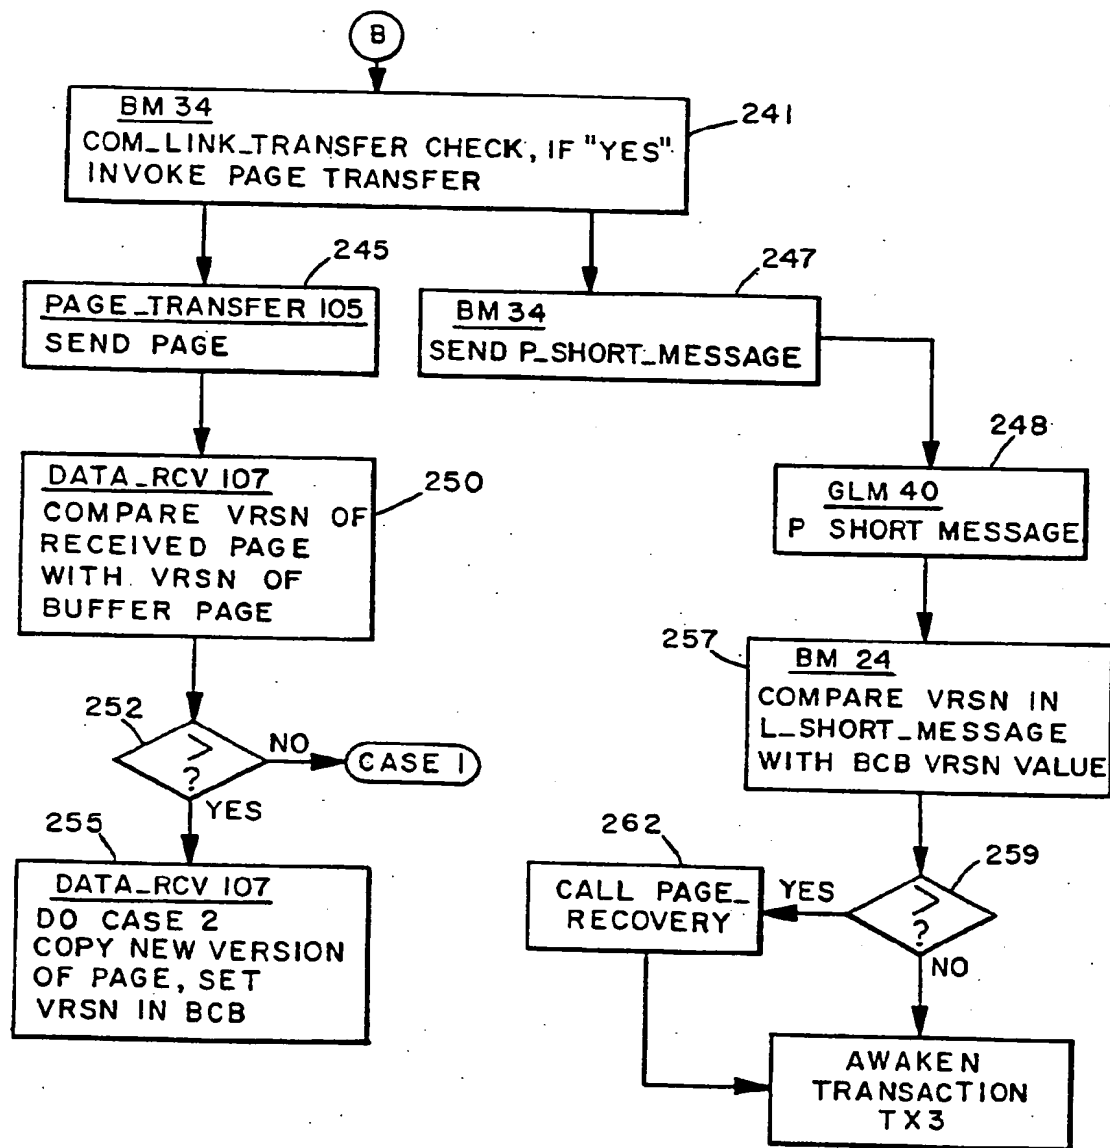 B
BM 34
COM_LINK_TRANSFER CHECK, IF "YES"
INVOKE PAGE TRANSFER
241
245
PAGE_TRANSFER 105
SEND PAGE
247
BM 34
SEND P_SHORT_MESSAGE
248
GLM 40
P SHORT MESSAGE
DATA_RCV 107
COMPARE VRSN OF
RECEIVED PAGE
WITH VRSN OF
BUFFER PAGE
250
257
BM 24
COMPARE VRSN IN
L_SHORT_MESSAGE
WITH BCB VRSN VALUE
252
>
?
NO
CASE 1
YES
255
DATA_RCV 107
DO CASE 2
COPY NEW VERSION
OF PAGE, SET
VRSN IN BCB
262
CALL PAGE_
RECOVERY
YES
259
>
?
NO
AWAKEN
TRANSACTION
TX3